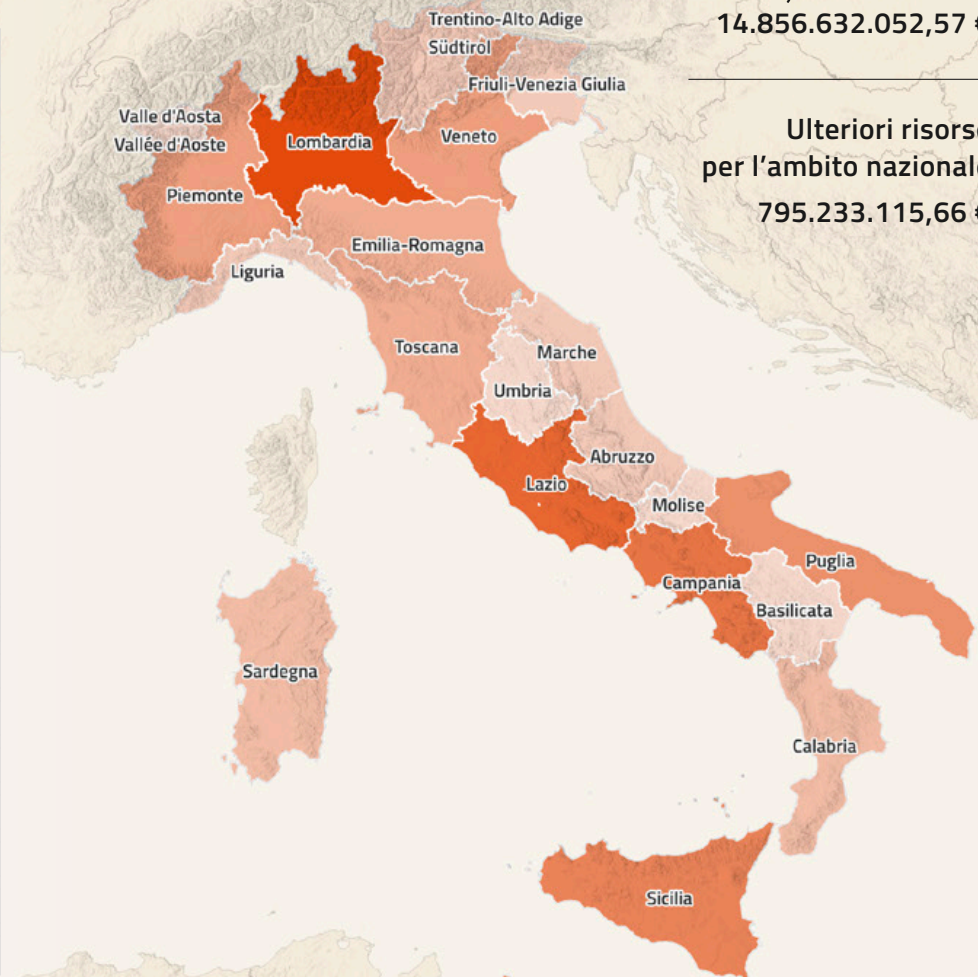 14.856.632.052,57 €
Ulteriori risorse
per l’ambito nazionale
795.233.115,66 €
Trentino-Alto Adige
Südtirol
Friuli-Venezia Giulia
Valle d'Aosta
Vallée d'Aoste
Lombardia
Veneto
Piemonte
Emilia-Romagna
Liguria
Toscana
Marche
Umbria
Abruzzo
Lazio
Molise
Puglia
Campania
Basilicata
Sardegna
Calabria
Sicilia